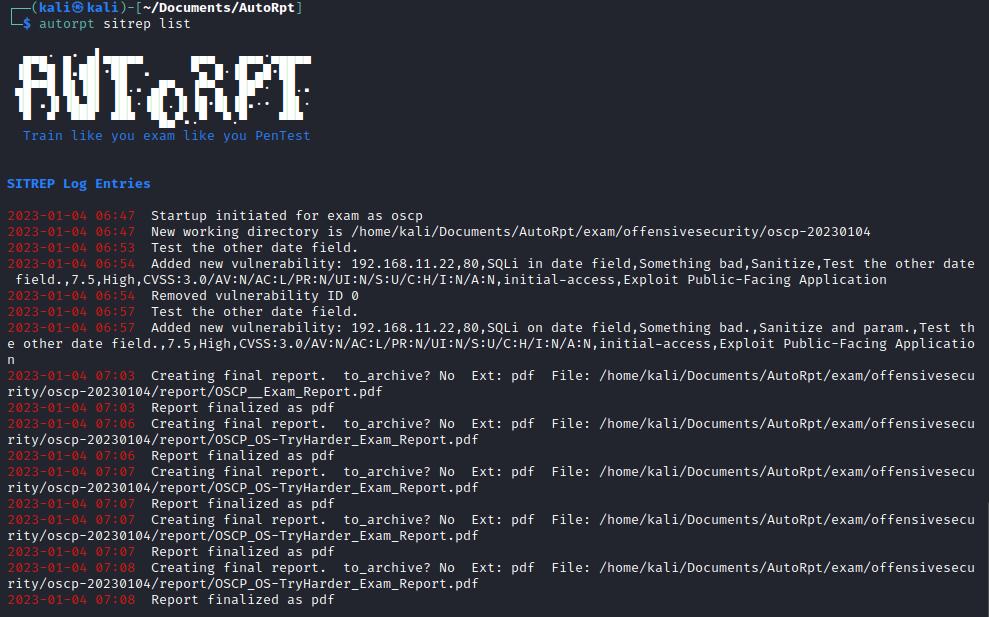 ┌──(kali㉿kali)-[~/Documents/AutoRpt]
└─$ autorpt sitrep list
Auto.Rpt
Train like you exam like you PenTest
SITREP Log Entries
2023-01-04 06:47  Startup initiated for exam as oscp
2023-01-04 06:47  New working directory is /home/kali/Documents/AutoRpt/exam/offensivesecurity/oscp-20230104
2023-01-04 06:53  Test the other date field.
2023-01-04 06:54  Added new vulnerability: 192.168.11.22,80,SQLi in date field,Something bad,Sanitize,Test the other date
 field.,7.5,High,CVSS:3.0/AV:N/AC:L/PR:N/UI:N/S:U/C:H/I:N/A:N,initial-access,Exploit Public-Facing Application
2023-01-04 06:54  Removed vulnerability ID 0
2023-01-04 06:57  Test the other date field.
2023-01-04 06:57  Added new vulnerability: 192.168.11.22,80,SQLi on date field,Something bad.,Sanitize and param.,Test th
e other date field.,7.5,High,CVSS:3.0/AV:N/AC:L/PR:N/UI:N/S:U/C:H/I:N/A:N,initial-access,Exploit Public-Facing Applicatio
n
2023-01-04 07:03  Creating final report.  to_archive? No  Ext: pdf  File: /home/kali/Documents/AutoRpt/exam/offensivesecu
rity/oscp-20230104/report/OSCP__Exam_Report.pdf
2023-01-04 07:03  Report finalized as pdf
2023-01-04 07:06  Creating final report.  to_archive? No  Ext: pdf  File: /home/kali/Documents/AutoRpt/exam/offensivesecu
rity/oscp-20230104/report/OSCP_OS-TryHarder_Exam_Report.pdf
2023-01-04 07:06  Report finalized as pdf
2023-01-04 07:07  Creating final report.  to_archive? No  Ext: pdf  File: /home/kali/Documents/AutoRpt/exam/offensivesecu
rity/oscp-20230104/report/OSCP_OS-TryHarder_Exam_Report.pdf
2023-01-04 07:07  Report finalized as pdf
2023-01-04 07:07  Creating final report.  to_archive? No  Ext: pdf  File: /home/kali/Documents/AutoRpt/exam/offensivesecu
rity/oscp-20230104/report/OSCP_OS-TryHarder_Exam_Report.pdf
2023-01-04 07:07  Report finalized as pdf
2023-01-04 07:08  Creating final report.  to_archive? No  Ext: pdf  File: /home/kali/Documents/AutoRpt/exam/offensivesecu
rity/oscp-20230104/report/OSCP_OS-TryHarder_Exam_Report.pdf
2023-01-04 07:08  Report finalized as pdf